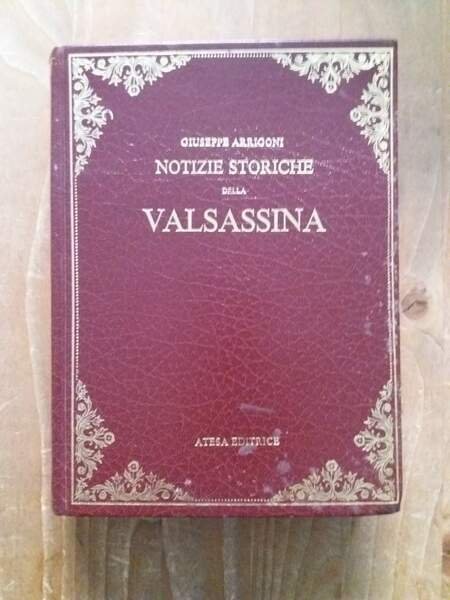 GIUSEPPE ARRIGONI
NOTIZIE STORICHE
DELLA
VALSASSINA
ATESA EDITRICE